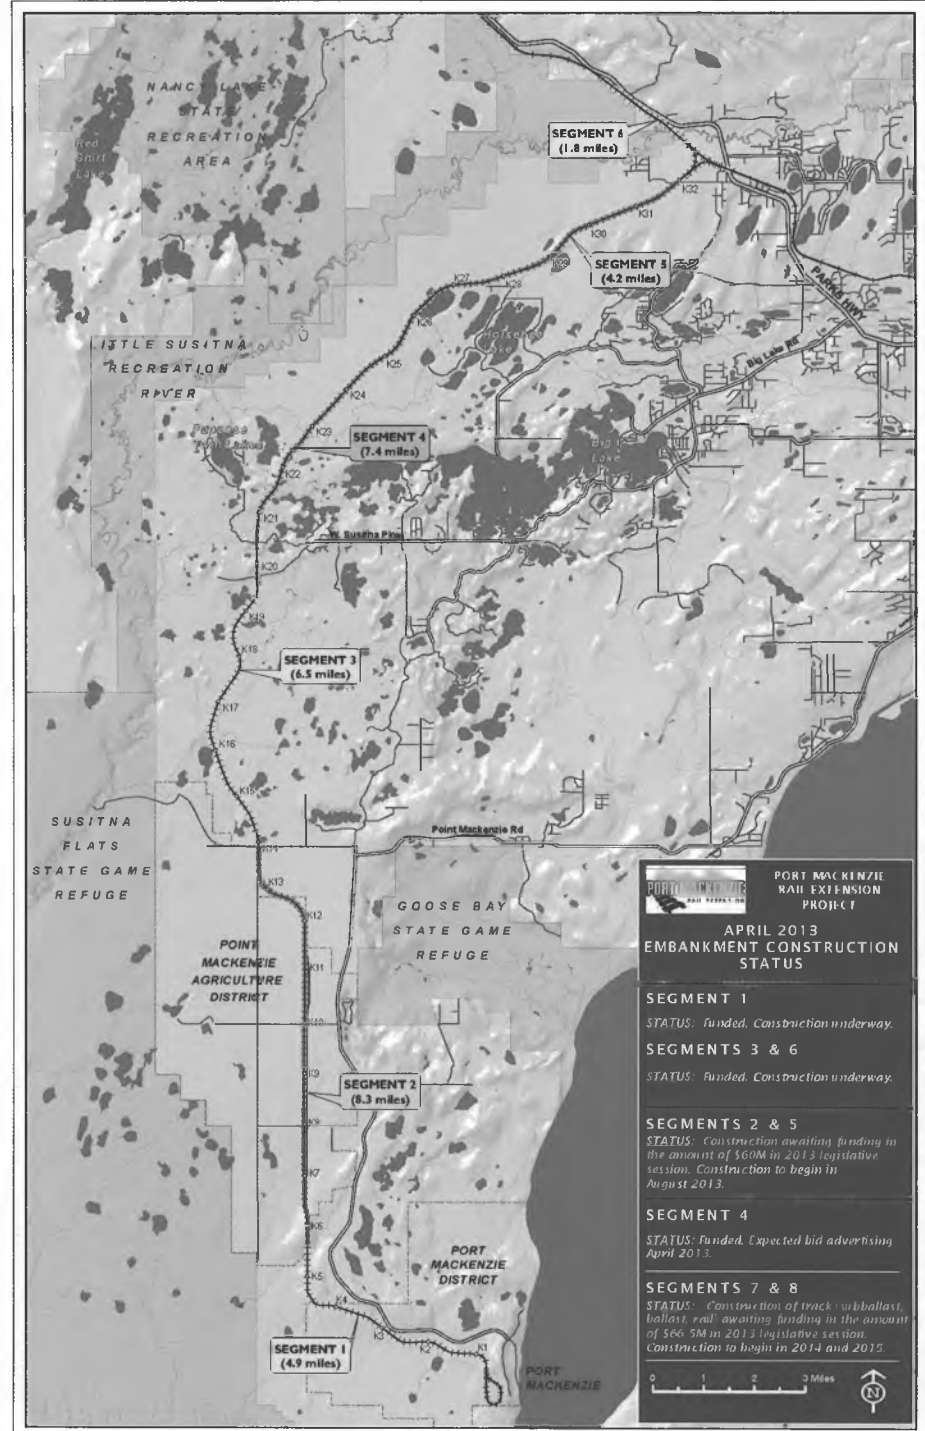 NANCY LAKE
STATE
RECREATION
AREA
Red
Shirt
Lake
SEGMENT 6
(1.8 miles)
K32
K31
K30
K29
SEGMENT 5
(4.2 miles)
K28
K27
K26
PARKS HWY
Horseshoe
Lake
LITTLE SUSITNA
RECREATION
RIVER
K25
Big Lake Rd
K24
K23
SEGMENT 4
(7.4 miles)
Big
Lake
K22
K21
W. Susitna Pkwy
K20
K19
K18
SEGMENT 3
(6.5 miles)
K17
K16
K15
SUSITNA
FLATS
STATE GAME
REFUGE
Point Mackenzie Rd
K14
K13
K12
GOOSE BAY
STATE GAME
REFUGE
POINT
MACKENZIE
AGRICULTURE
DISTRICT
K11
K10
K9
SEGMENT 2
(8.3 miles)
K8
K7
K6
PORT
MACKENZIE
DISTRICT
K5
K4
K3
K2
K1
SEGMENT 1
(4.9 miles)
PORT
MACKENZIE
PORT MACKENZIE
RAIL EXTENSION
PORT MACKENZIE
RAIL EXTENSION
PROJECT
APRIL 2013
EMBANKMENT CONSTRUCTION
STATUS
SEGMENT 1
STATUS: Funded. Construction underway.
SEGMENTS 3 & 6
STATUS: Funded. Construction underway.
SEGMENTS 2 & 5
STATUS: Construction awaiting funding in
the amount of $60M in 2013 legislative
session. Construction to begin in
August 2013.
SEGMENT 4
STATUS: Funded. Expected bid advertising
April 2013.
SEGMENTS 7 & 8
STATUS: Construction of track (subballast,
ballast, rail) awaiting funding in the amount
of $66.5M in 2013 legislative session.
Construction to begin in 2014 and 2015.
0 1 2 3 Miles
N